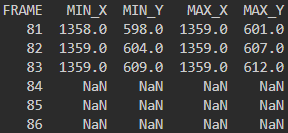 FRAME MIN_X MIN_Y MAX_X MAX_Y
81 1358.0 598.0 1359.0 601.0
82 1359.0 604.0 1359.0 607.0
83 1359.0 609.0 1359.0 612.0
84 NaN NaN NaN NaN
85 NaN NaN NaN NaN
86 NaN NaN NaN NaN